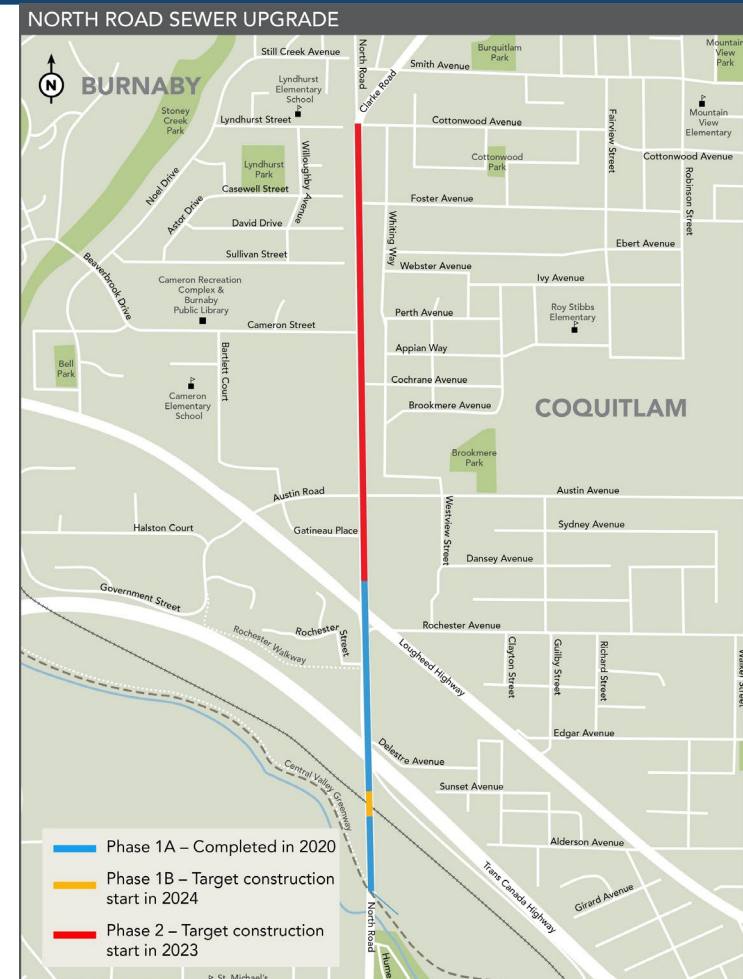 NORTH ROAD SEWER UPGRADE
N
BURNABY
Still Creek Avenue
North Road
Clarke Road
Smith Avenue
Burquitlam
Park
Mountain
View
Park
Lyndhurst
Elementary
School
Stoney
Creek
Park
Lyndhurst Street
Cottonwood Avenue
Fairview Street
Mountain
View
Elementary
Lyndhurst
Park
Willoughby Avenue
Cottonwood
Park
Cottonwood Avenue
Noel Drive
Casewell Street
Foster Avenue
Robinson Street
Astor Drive
David Drive
Whiting Way
Sullivan Street
Ebert Avenue
Beaverbrook Drive
Webster Avenue
Ivy Avenue
Cameron Recreation
Complex &
Burnaby
Public Library
Perth Avenue
Roy Stibbs
Elementary
Cameron Street
Bartlett Court
Appian Way
Bell
Park
Cochrane Avenue
Cameron
Elementary
School
Brookmere Avenue
COQUITLAM
Brookmere
Park
Austin Road
Austin Avenue
Westview Street
Halston Court
Gatineau Place
Sydney Avenue
Dansey Avenue
Government Street
Rochester Walkway
Rochester
Street
Rochester Avenue
Lougheed Highway
Clayton Street
Guilby Street
Richard Street
Walker Street
Edgar Avenue
Delestre Avenue
Central Valley Greenway
Sunset Avenue
Alderson Avenue
Trans Canada Highway
Girard Avenue
Phase 1A – Completed in 2020
Phase 1B – Target construction
start in 2024
Phase 2 – Target construction
start in 2023
North Road
Hume
St. Michael's